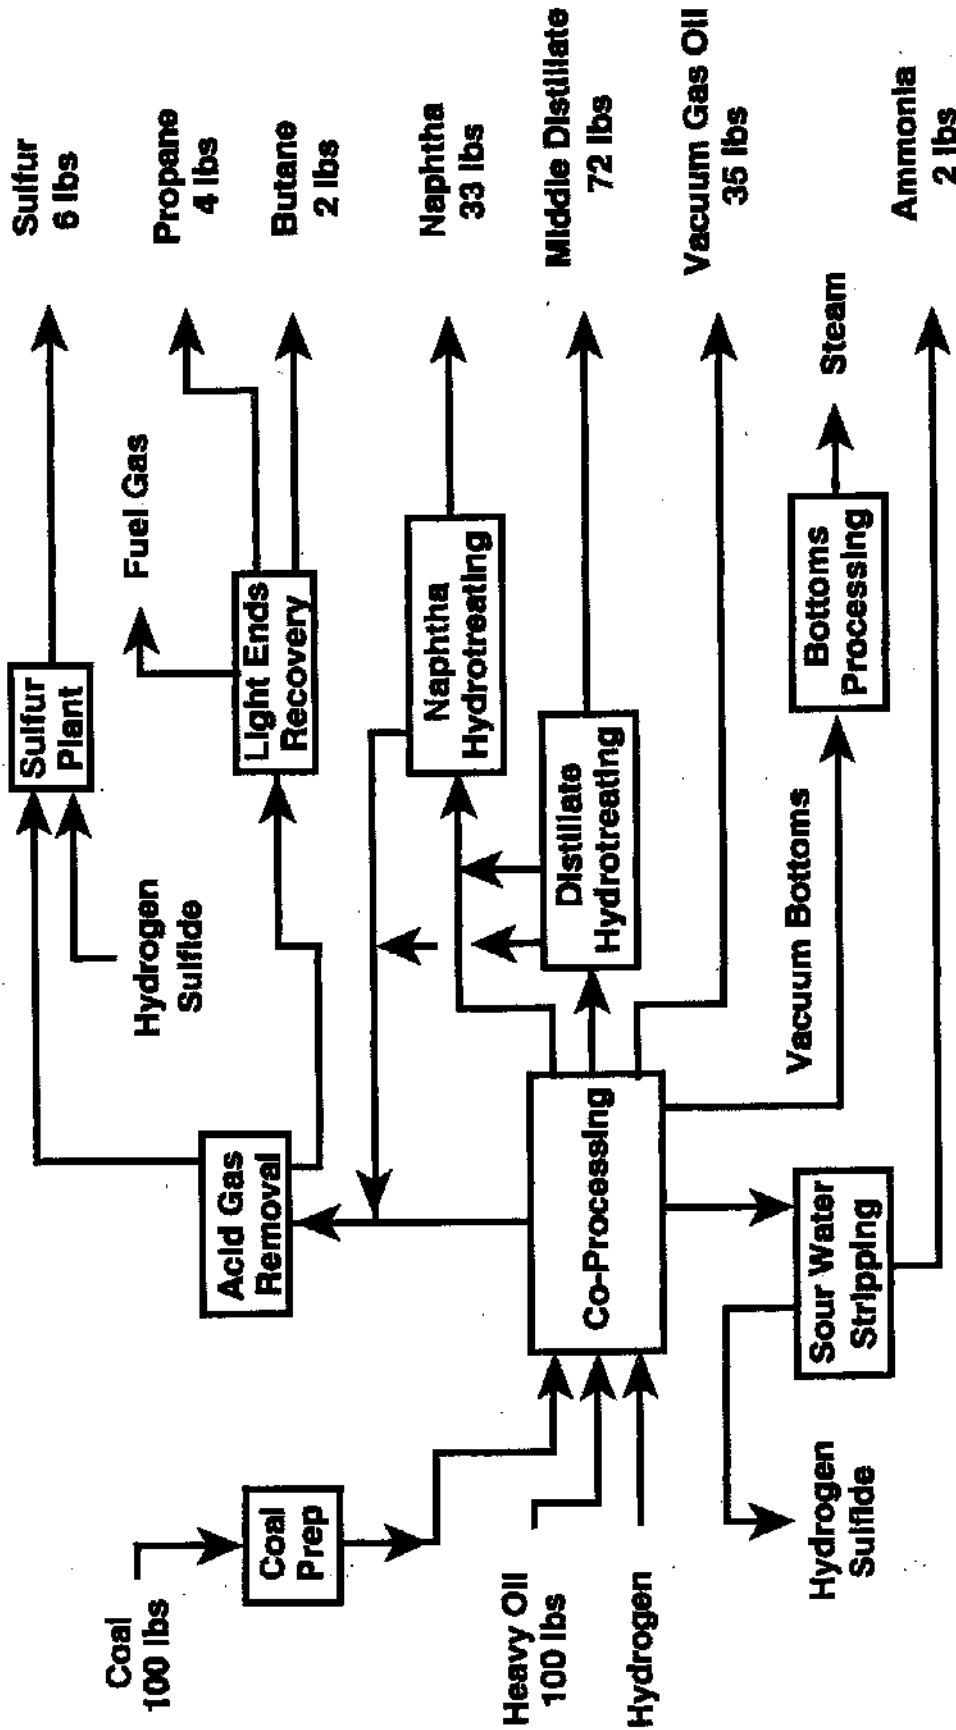 Coal
100 lbs
Coal
Prep
Heavy Oil
100 lbs
Hydrogen
Co-Processing
Acid Gas
Removal
Hydrogen
Sulfide
Sulfur
Plant
Sulfur
6 lbs
Fuel Gas
Light Ends
Recovery
Propane
4 lbs
Butane
2 lbs
Naphtha
Hydrotreating
Naphtha
33 lbs
Distillate
Hydrotreating
Middle Distillate
72 lbs
Vacuum Gas Oil
35 lbs
Vacuum Bottoms
Bottoms
Processing
Steam
Sour Water
Stripping
Hydrogen
Sulfide
Ammonia
2 lbs